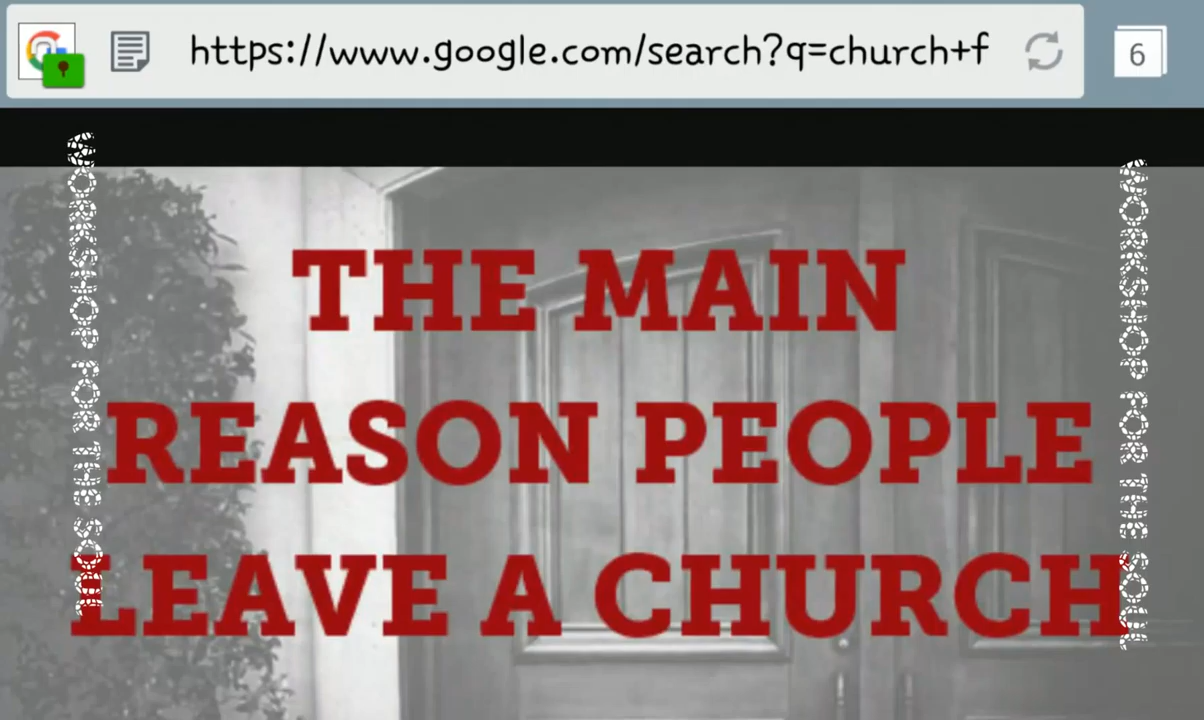 https://www.google.com/search?q=church+f
6
WORKSHOP FOR THE SOUL
WORKSHOP FOR THE SOUL
THE MAIN
REASON PEOPLE
LEAVE A CHURCH